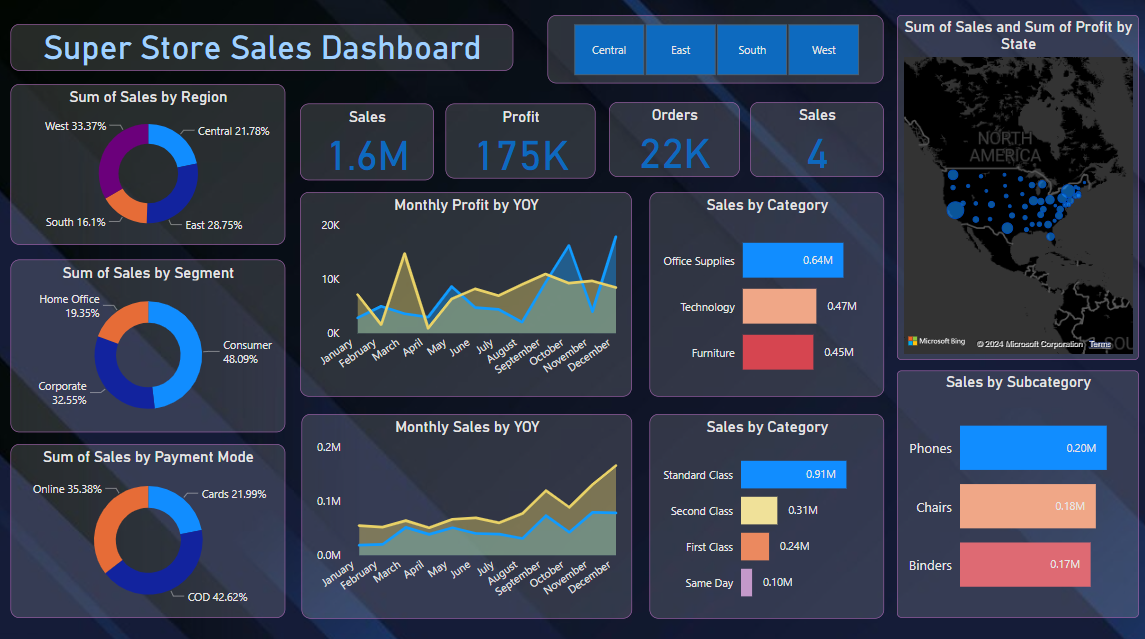 Super Store Sales Dashboard
Central
East
South
West
Sum of Sales and Sum of Profit by
State
NORTH
AMERICA
Microsoft Bing
© 2024 Microsoft Corporation
Terms
SOU
Sum of Sales by Region
West 33.37%
Central 21.78%
South 16.1%
East 28.75%
Sales
1.6M
Profit
175K
Orders
22K
Sales
4
Monthly Profit by YOY
20K
10K
0K
January
February
March
April
May
June
July
August
September
October
November
December
Sales by Category
Office Supplies
0.64M
Technology
0.47M
Furniture
0.45M
Sum of Sales by Segment
Home Office
19.35%
Consumer
48.09%
Corporate
32.55%
Sales by Subcategory
Phones
0.20M
Chairs
0.18M
Binders
0.17M
Monthly Sales by YOY
0.2M
0.1M
0.0M
January
February
March
April
May
June
July
August
September
October
November
December
Sales by Category
Standard Class
0.91M
Second Class
0.31M
First Class
0.24M
Same Day
0.10M
Sum of Sales by Payment Mode
Online 35.38%
Cards 21.99%
COD 42.62%